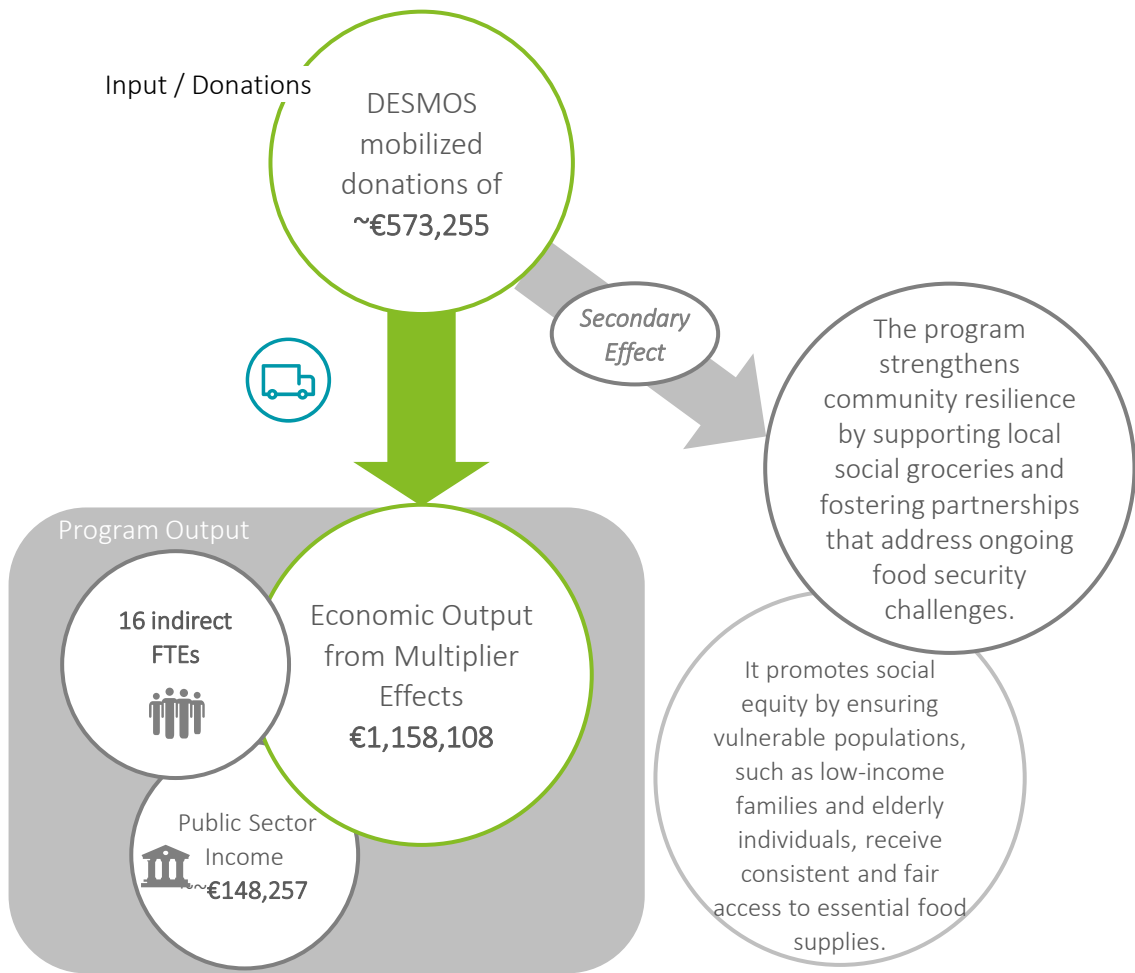 Input / Donations
DESMOS
mobilized
donations of
~€573,255
Secondary
Effect
The program
strengthens
community resilience
by supporting local
social groceries and
fostering partnerships
that address ongoing
food security
challenges.
Program Output
16 indirect
FTEs
Economic Output
from Multiplier
Effects
€1,158,108
Public Sector
Income
~~€148,257
It promotes social
equity by ensuring
vulnerable populations,
such as low-income
families and elderly
individuals, receive
consistent and fair
access to essential food
supplies.